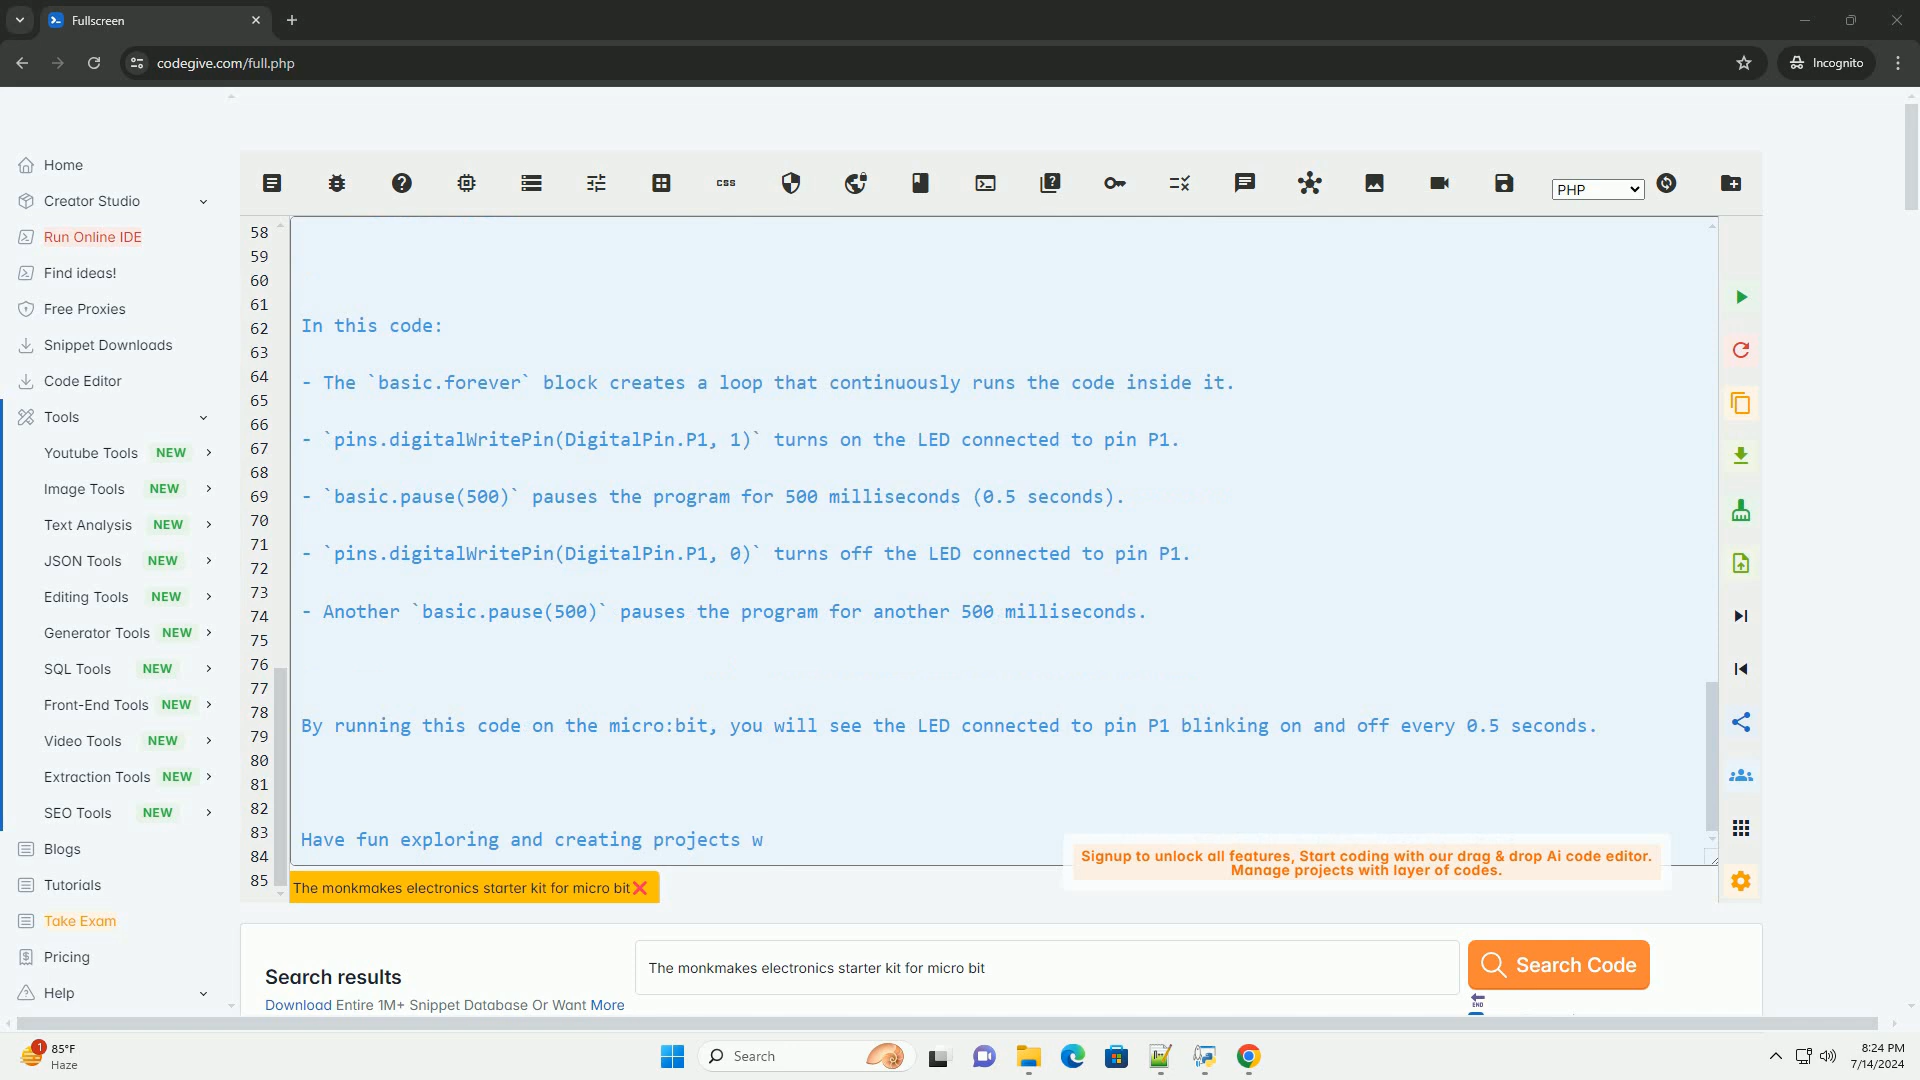 Fullscreen
codegive.com/full.php
Incognito
Home
Creator Studio
Run Online IDE
Find ideas!
Free Proxies
Snippet Downloads
Code Editor
Tools
Youtube Tools NEW
Image Tools NEW
Text Analysis NEW
JSON Tools NEW
Editing Tools NEW
Generator Tools NEW
SQL Tools NEW
Front-End Tools NEW
Video Tools NEW
Extraction Tools NEW
SEO Tools NEW
Blogs
Tutorials
Take Exam
Pricing
Help
css
PHP
58
59
60
61
62
63
64
65
66
67
68
69
70
71
72
73
74
75
76
77
78
79
80
81
82
83
84
85
In this code:
- The `basic.forever` block creates a loop that continuously runs the code inside it.
- `pins.digitalWritePin(DigitalPin.P1, 1)` turns on the LED connected to pin P1.
- `basic.pause(500)` pauses the program for 500 milliseconds (0.5 seconds).
- `pins.digitalWritePin(DigitalPin.P1, 0)` turns off the LED connected to pin P1.
- Another `basic.pause(500)` pauses the program for another 500 milliseconds.
By running this code on the micro:bit, you will see the LED connected to pin P1 blinking on and off every 0.5 seconds.
Have fun exploring and creating projects w
Signup to unlock all features, Start coding with our drag & drop Ai code editor.
Manage projects with layer of codes.
The monkmakes electronics starter kit for micro bit
Search results
Download Entire 1M+ Snippet Database Or Want More
The monkmakes electronics starter kit for micro bit
Search Code
END
1
85°F
Haze
Search
8:24 PM
7/14/2024